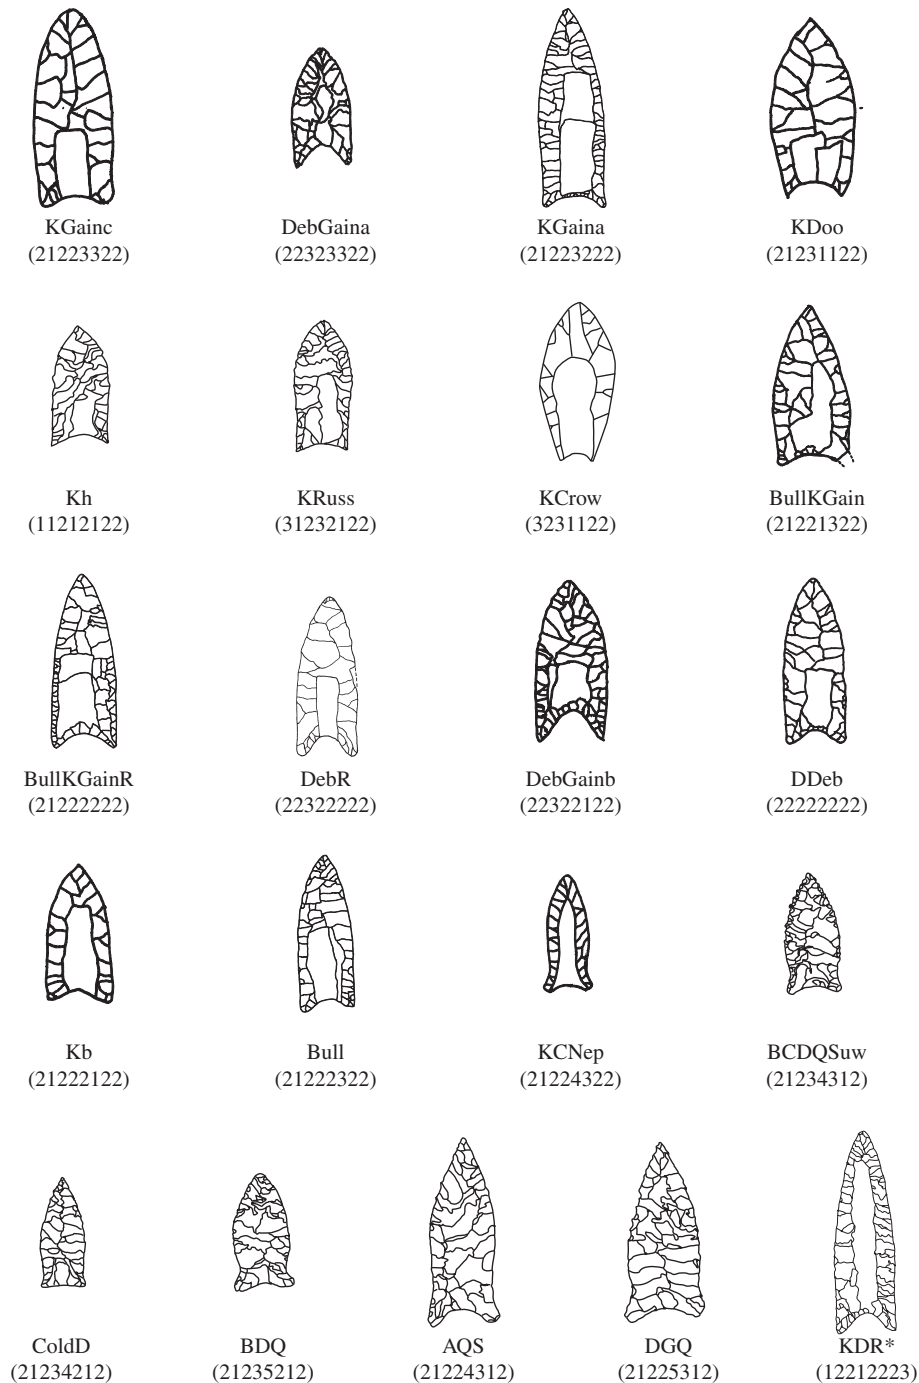 KGainc DebGaina KGaina KDoo
(21223322) (22323322) (21223222) (21231122)
Kh KRuss KCrow BullKGain
(11212122) (31232122) (3231122) (21221322)
BullKGainR DebR DebGainb DDeb
(21222222) (22322222) (22322122) (22222222)
Kb Bull KCNep BCDQSuw
(21222122) (21222322) (21224322) (21234312)
ColdD BDQ AQS DGQ KDR*
(21234212) (21235212) (21224312) (21225312) (12212223)